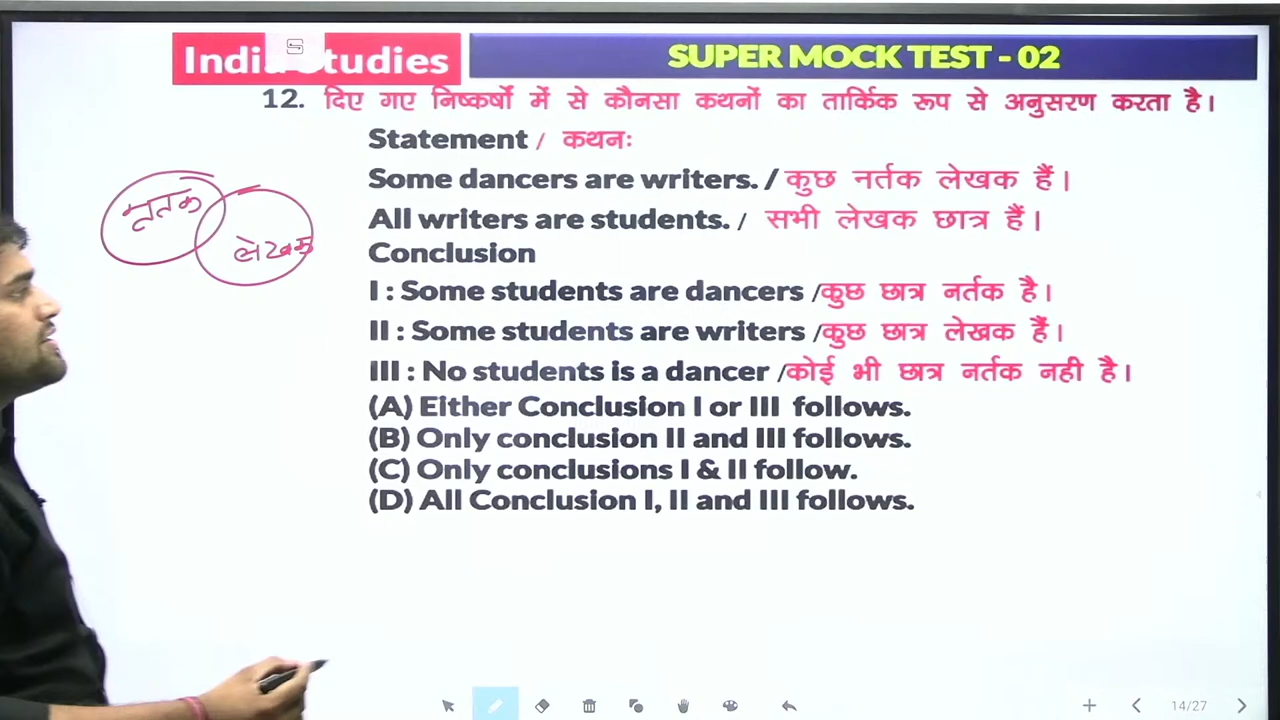 India Studies
SUPER MOCK TEST - 02
12. दिए गए निष्कर्षों में से कौनसा कथनों का तार्किक रूप से अनुसरण करता है।
Statement / कथनः
Some dancers are writers. / कुछ नर्तक लेखक हैं।
All writers are students. / सभी लेखक छात्र हैं।
Conclusion
I : Some students are dancers /कुछ छात्र नर्तक है।
II : Some students are writers /कुछ छात्र लेखक हैं।
III : No students is a dancer /कोई भी छात्र नर्तक नही है।
(A) Either Conclusion I or III follows.
(B) Only conclusion II and III follows.
(C) Only conclusions I & II follow.
(D) All Conclusion I, II and III follows.
नर्तक
लेखक
14/27